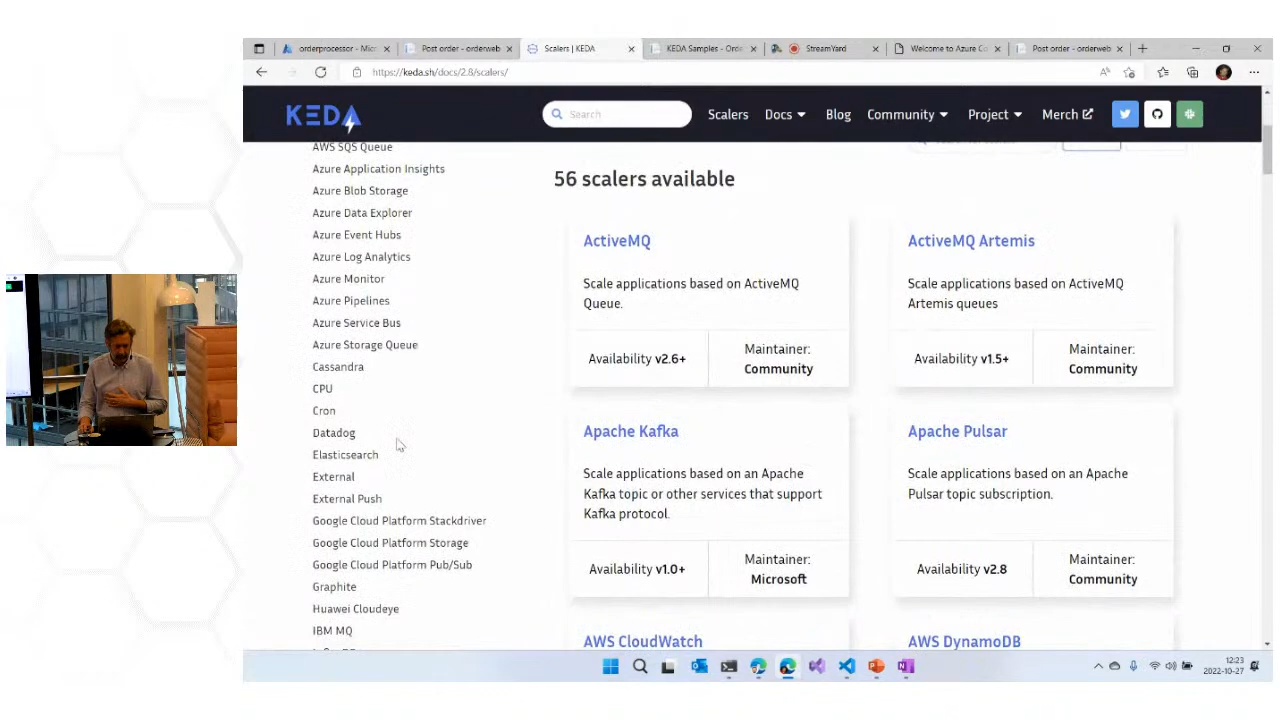 orderprocessor - Micr
Post order - orderweb
Scalers | KEDA
KEDA Samples - Orde
StreamYard
Welcome to Azure Co
Post order - orderweb
https://keda.sh/docs/2.8/scalers/
KEDA
Search
Scalers
Docs
Blog
Community
Project
Merch
AWS SQS Queue
Azure Application Insights
Azure Blob Storage
Azure Data Explorer
Azure Event Hubs
Azure Log Analytics
Azure Monitor
Azure Pipelines
Azure Service Bus
Azure Storage Queue
Cassandra
CPU
Cron
Datadog
Elasticsearch
External
External Push
Google Cloud Platform Stackdriver
Google Cloud Platform Storage
Google Cloud Platform Pub/Sub
Graphite
Huawei Cloudeye
IBM MQ
56 scalers available
ActiveMQ
Scale applications based on ActiveMQ
Queue.
Availability v2.6+
Maintainer:
Community
ActiveMQ Artemis
Scale applications based on ActiveMQ
Artemis queues
Availability v1.5+
Maintainer:
Community
Apache Kafka
Scale applications based on an Apache
Kafka topic or other services that support
Kafka protocol.
Availability v1.0+
Maintainer:
Microsoft
Apache Pulsar
Scale applications based on an Apache
Pulsar topic subscription.
Availability v2.8
Maintainer:
Community
AWS CloudWatch
AWS DynamoDB
12:23
2022-10-27